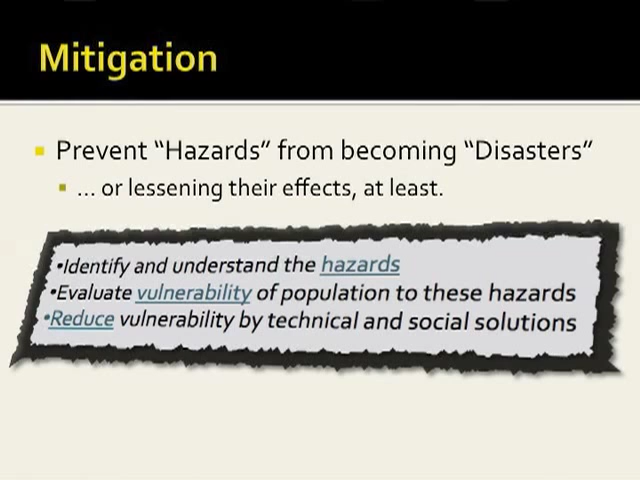 Mitigation
Prevent “Hazards” from becoming “Disasters”
... or lessening their effects, at least.
•Identify and understand the hazards
•Evaluate vulnerability of population to these hazards
•Reduce vulnerability by technical and social solutions